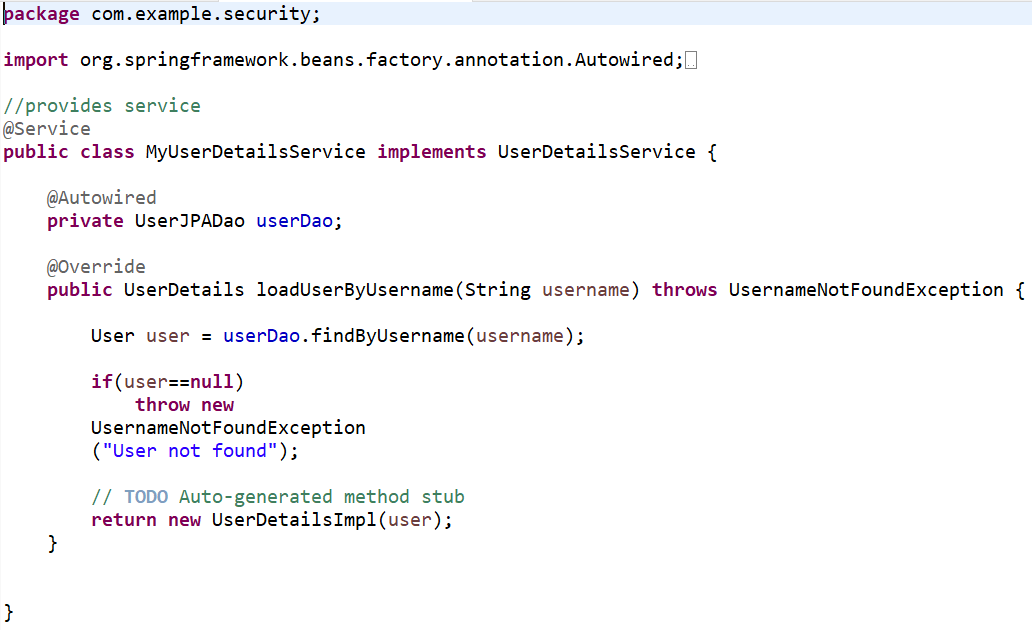 package com.example.security;
import org.springframework.beans.factory.annotation.Autowired;
//provides service
@Service
public class MyUserDetailsService implements UserDetailsService {
@Autowired
private UserJPADao userDao;
@Override
public UserDetails loadUserByUsername(String username) throws UsernameNotFoundException {
User user = userDao.findByUsername(username);
if(user==null)
throw new
UsernameNotFoundException
("User not found");
// TODO Auto-generated method stub
return new UserDetailsImpl(user);
}
}